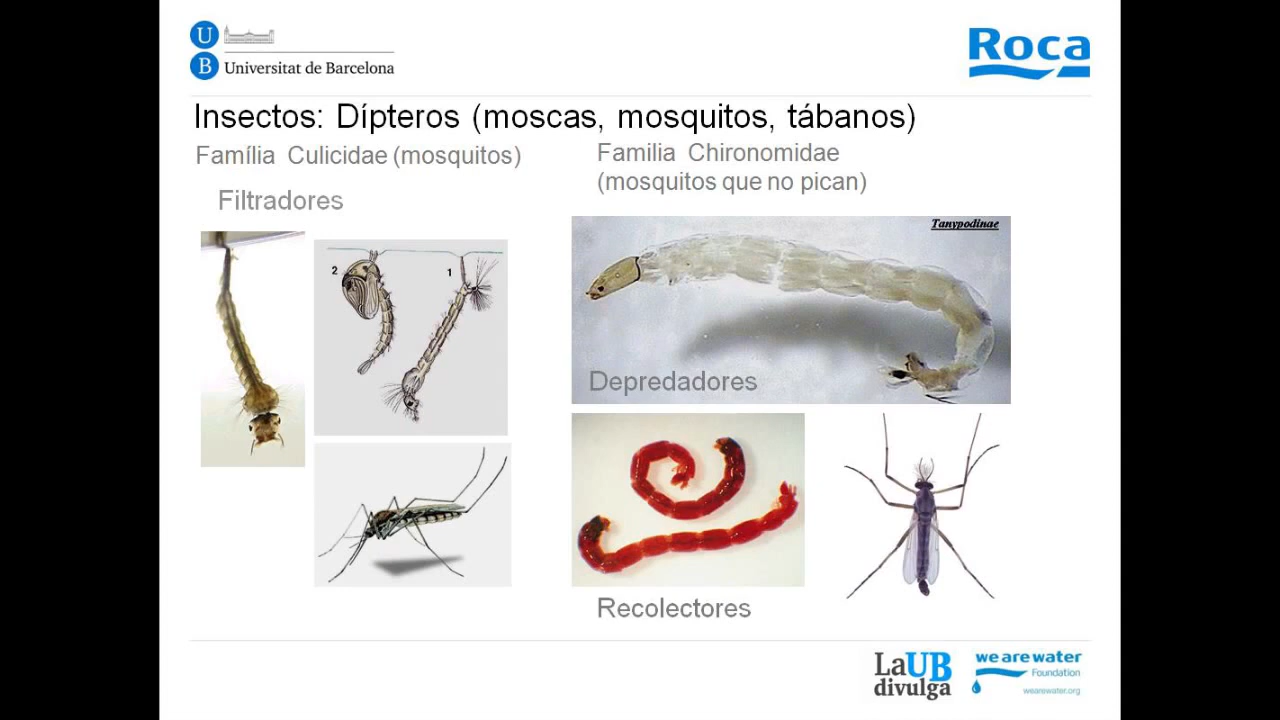 U
B
Universitat de Barcelona
Roca
Insectos: Dípteros (moscas, mosquitos, tábanos)
Família Culicidae (mosquitos)
Filtradores
2
1
Familia Chironomidae
(mosquitos que no pican)
Tanypodinae
Depredadores
Recolectores
LaUB
divulga
we are water
Foundation
wearewater.org